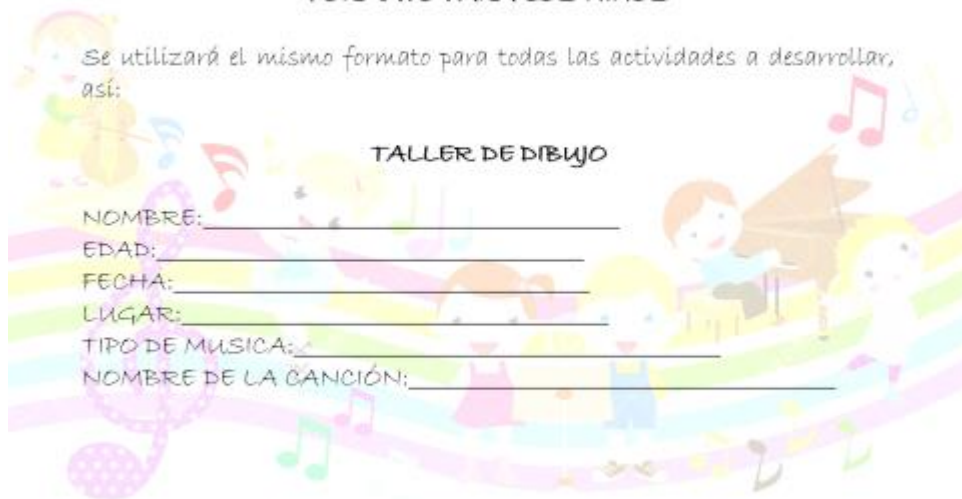 Se utilizará el mismo formato para todas las actividades a desarrollar,
así:
TALLER DE DIBUJO
NOMBRE:
EDAD:
FECHA:
LUGAR:
TIPO DE MUSICA:
NOMBRE DE LA CANCIÓN: